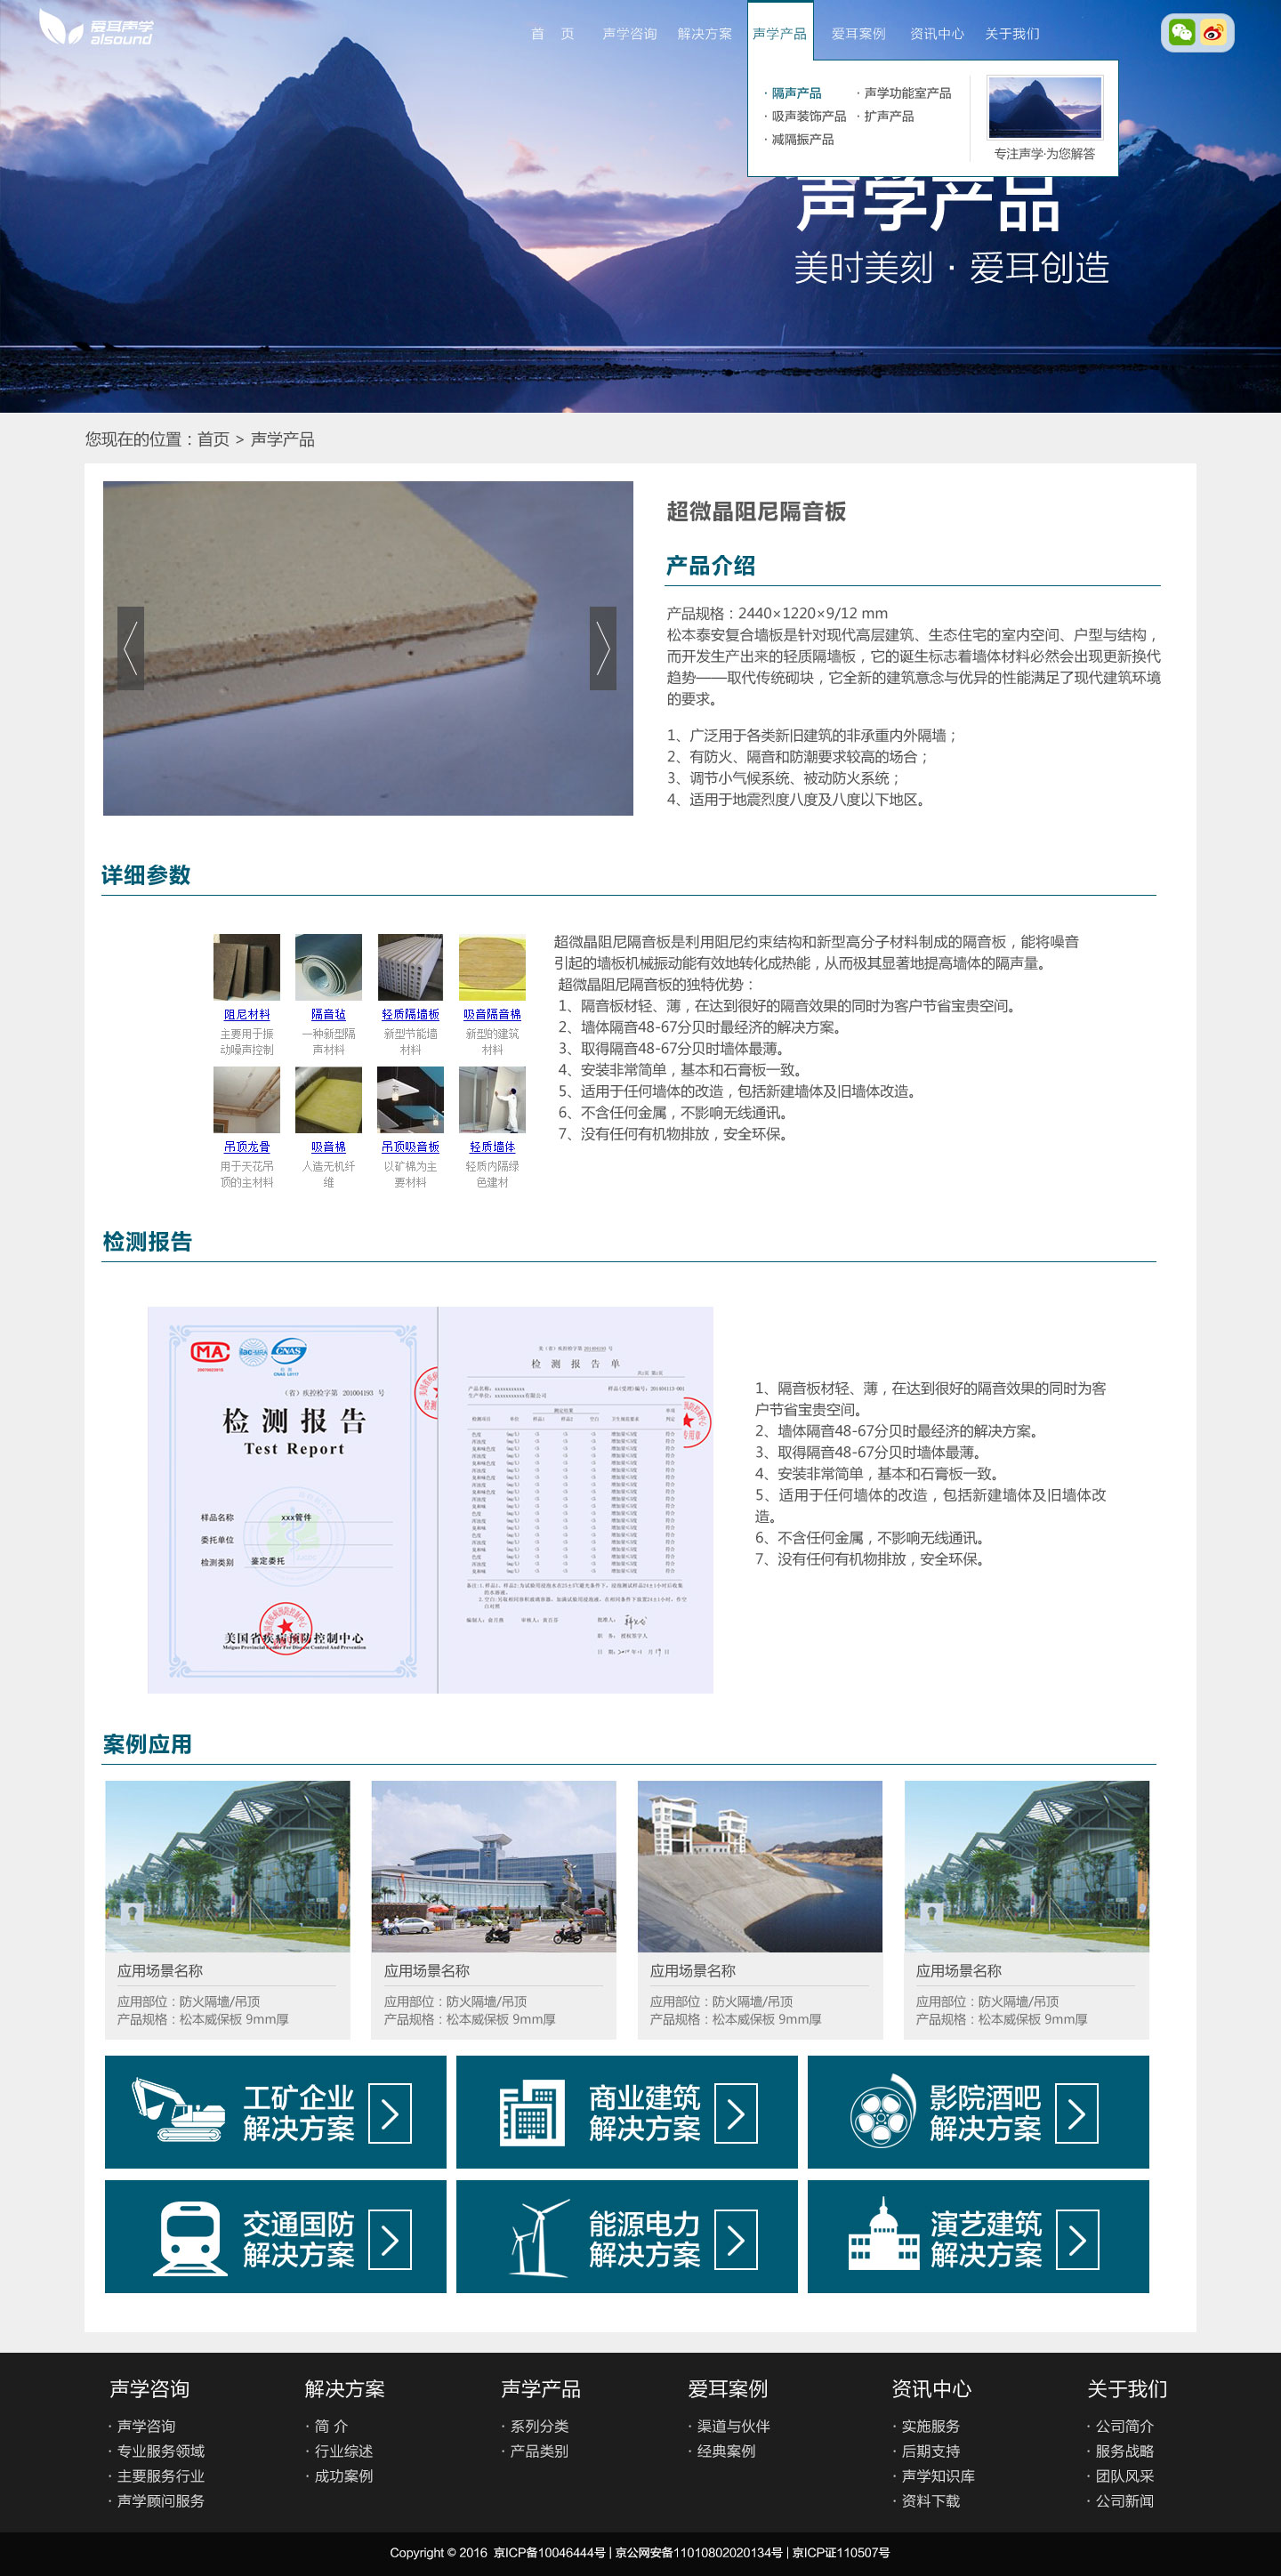 爱耳声学
alsound
首 页 声学咨询 解决方案 声学产品 爱耳案例 资讯中心 关于我们
· 隔声产品 · 声学功能室产品
· 吸声装饰产品 · 扩声产品
· 减隔振产品
专注声学·为您解答
声学产品
美时美刻 · 爱耳创造
您现在的位置：首页 > 声学产品
超微晶阻尼隔音板
产品介绍
产品规格：2440×1220×9/12 mm
松本泰安复合墙板是针对现代高层建筑、生态住宅的室内空间、户型与结构，
而开发生产出来的轻质隔墙板，它的诞生标志着墙体材料必然会出现更新换代
趋势——取代传统砌块，它全新的建筑意念与优异的性能满足了现代建筑环境
的要求。
1、广泛用于各类新旧建筑的非承重内外隔墙；
2、有防火、隔音和防潮要求较高的场合；
3、调节小气候系统、被动防火系统；
4、适用于地震烈度八度及八度以下地区。
详细参数
阻尼材料 隔音毡 轻质隔墙板 吸音隔音棉
主要用于振 一种新型隔 新型节能墙 新型的建筑
动噪声控制 声材料 材料 材料
吊顶龙骨 吸音棉 吊顶吸音板 轻质墙体
用于天花吊 人造无机纤 以矿棉为主 轻质内隔绿
顶的主材料 维 要材料 色建材
超微晶阻尼隔音板是利用阻尼约束结构和新型高分子材料制成的隔音板，能将噪音
引起的墙板机械振动能有效地转化成热能，从而极其显著地提高墙体的隔声量。
超微晶阻尼隔音板的独特优势：
1、隔音板材轻、薄，在达到很好的隔音效果的同时为客户节省宝贵空间。
2、墙体隔音48-67分贝时最经济的解决方案。
3、取得隔音48-67分贝时墙体最薄。
4、安装非常简单，基本和石膏板一致。
5、适用于任何墙体的改造，包括新建墙体及旧墙体改造。
6、不含任何金属，不影响无线通讯。
7、没有任何有机物排放，安全环保。
检测报告
MA ilac-MRA CNAS
（省）疾控检字第 201004193 号
检测报告
Test Report
样品名称 xxx管件
委托单位
检测类别 鉴定委托
美国省疾病预防控制中心
检 测 报 告 单
1、隔音板材轻、薄，在达到很好的隔音效果的同时为客
户节省宝贵空间。
2、墙体隔音48-67分贝时最经济的解决方案。
3、取得隔音48-67分贝时墙体最薄。
4、安装非常简单，基本和石膏板一致。
5、适用于任何墙体的改造，包括新建墙体及旧墙体改
造。
6、不含任何金属，不影响无线通讯。
7、没有任何有机物排放，安全环保。
案例应用
应用场景名称 应用场景名称 应用场景名称 应用场景名称
应用部位：防火隔墙/吊顶 应用部位：防火隔墙/吊顶 应用部位：防火隔墙/吊顶 应用部位：防火隔墙/吊顶
产品规格：松本威保板 9mm厚 产品规格：松本威保板 9mm厚 产品规格：松本威保板 9mm厚 产品规格：松本威保板 9mm厚
工矿企业 商业建筑 影院酒吧
解决方案 解决方案 解决方案
交通国防 能源电力 演艺建筑
解决方案 解决方案 解决方案
声学咨询 解决方案 声学产品 爱耳案例 资讯中心 关于我们
· 声学咨询 · 简 介 · 系列分类 · 渠道与伙伴 · 实施服务 · 公司简介
· 专业服务领域 · 行业综述 · 产品类别 · 经典案例 · 后期支持 · 服务战略
· 主要服务行业 · 成功案例 · 声学知识库 · 团队风采
· 声学顾问服务 · 资料下载 · 公司新闻
Copyright © 2016 京ICP备10046444号 | 京公网安备11010802020134号 | 京ICP证110507号